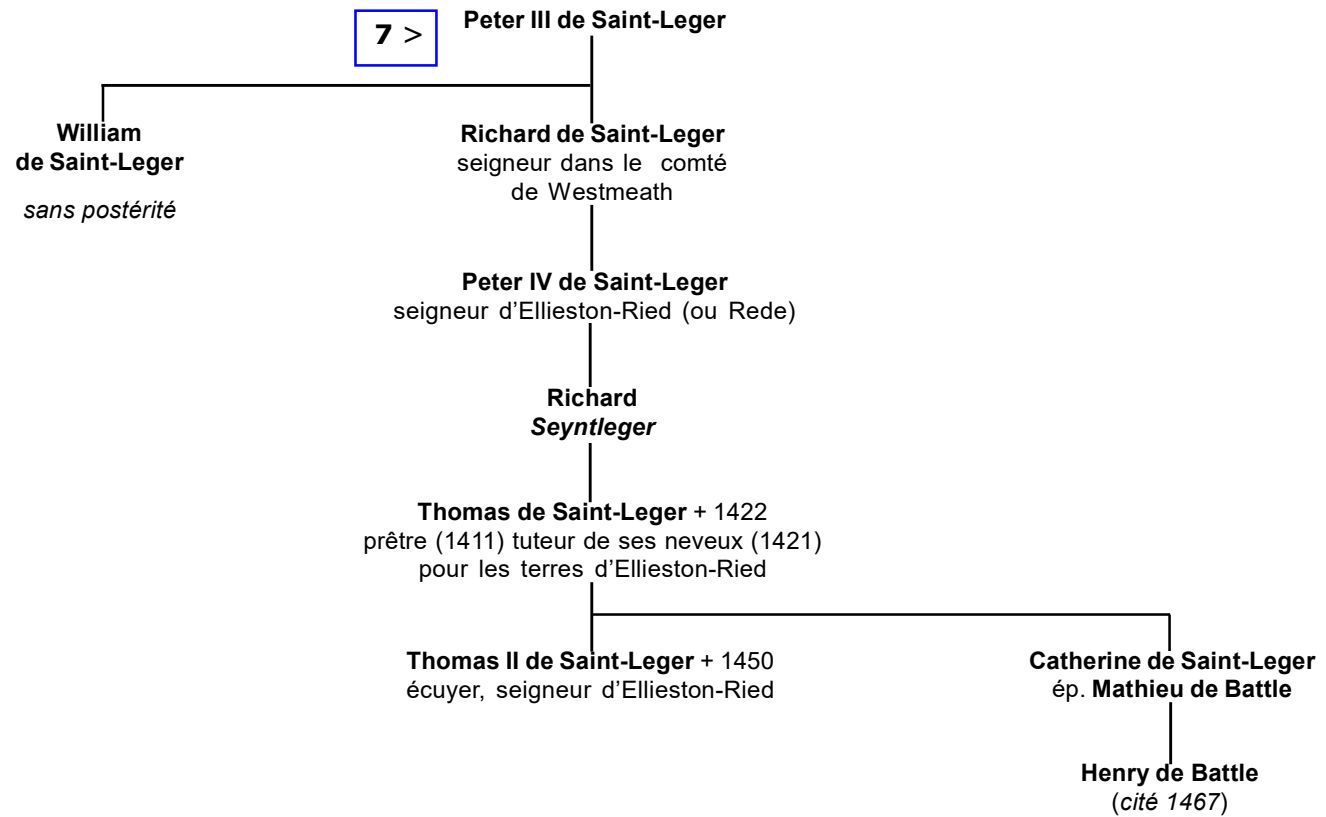 7 >
Peter III de Saint-Leger
William
de Saint-Leger
sans postérité
Richard de Saint-Leger
seigneur dans le comté
de Westmeath
Peter IV de Saint-Leger
seigneur d’Ellieston-Ried (ou Rede)
Richard
Seyntleger
Thomas de Saint-Leger + 1422
prêtre (1411) tuteur de ses neveux (1421)
pour les terres d’Ellieston-Ried
Thomas II de Saint-Leger + 1450
écuyer, seigneur d’Ellieston-Ried
Catherine de Saint-Leger
ép. Mathieu de Battle
Henry de Battle
(cité 1467)